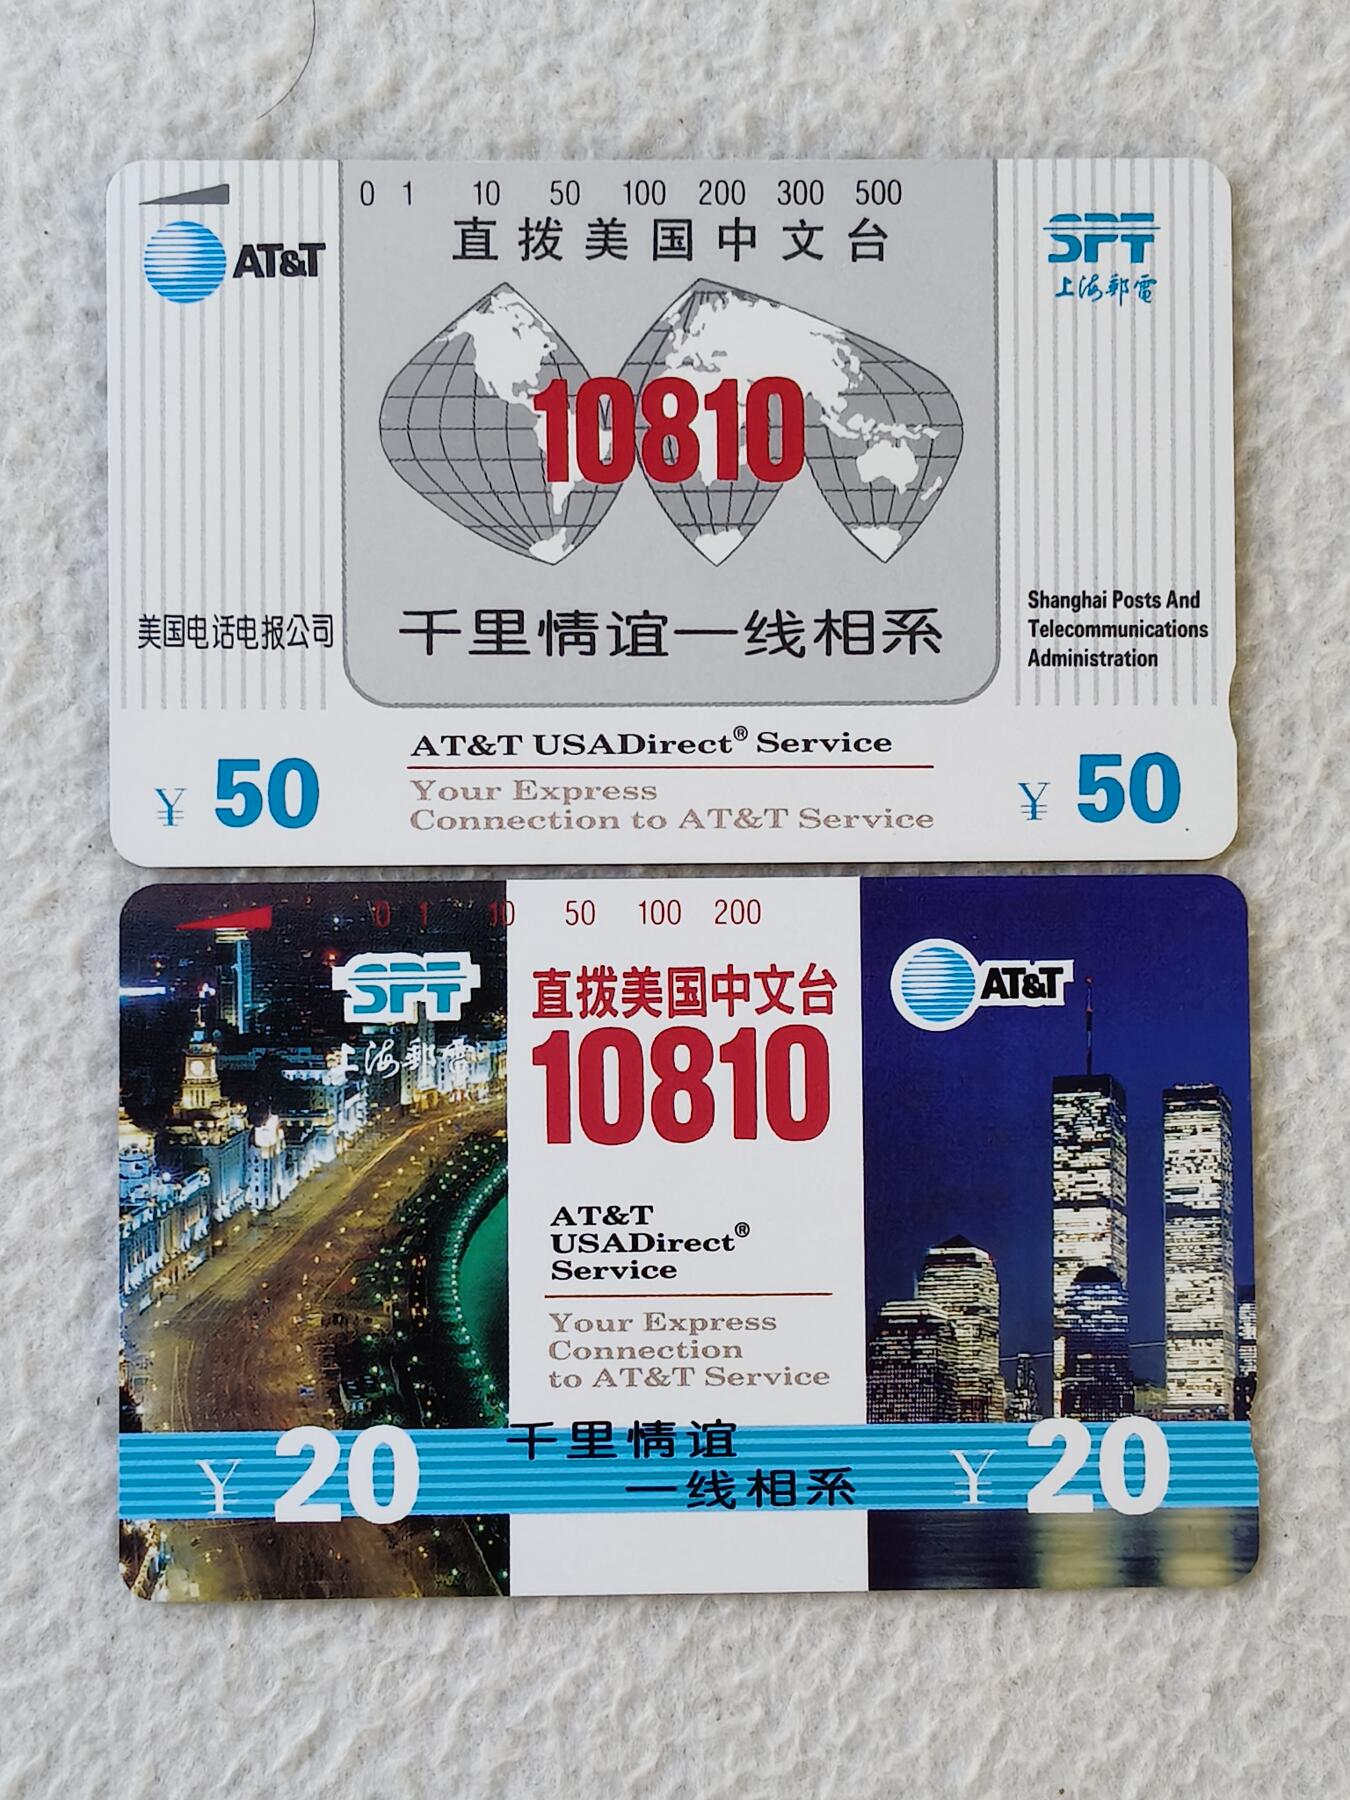 0 1 10 50 100 200 300 500
AT&T
直拨美国中文台
SPT
上海郵電
10810
美国电话电报公司
千里情谊一线相系
Shanghai Posts And
Telecommunications
Administration
AT&T USADirect® Service
¥ 50
Your Express
Connection to AT&T Service
¥ 50
0 1 10 50 100 200
SPT
上海郵電
直拨美国中文台
10810
AT&T
AT&T
USADirect®
Service
Your Express
Connection
to AT&T Service
¥ 20
千里情谊
一线相系
¥ 20